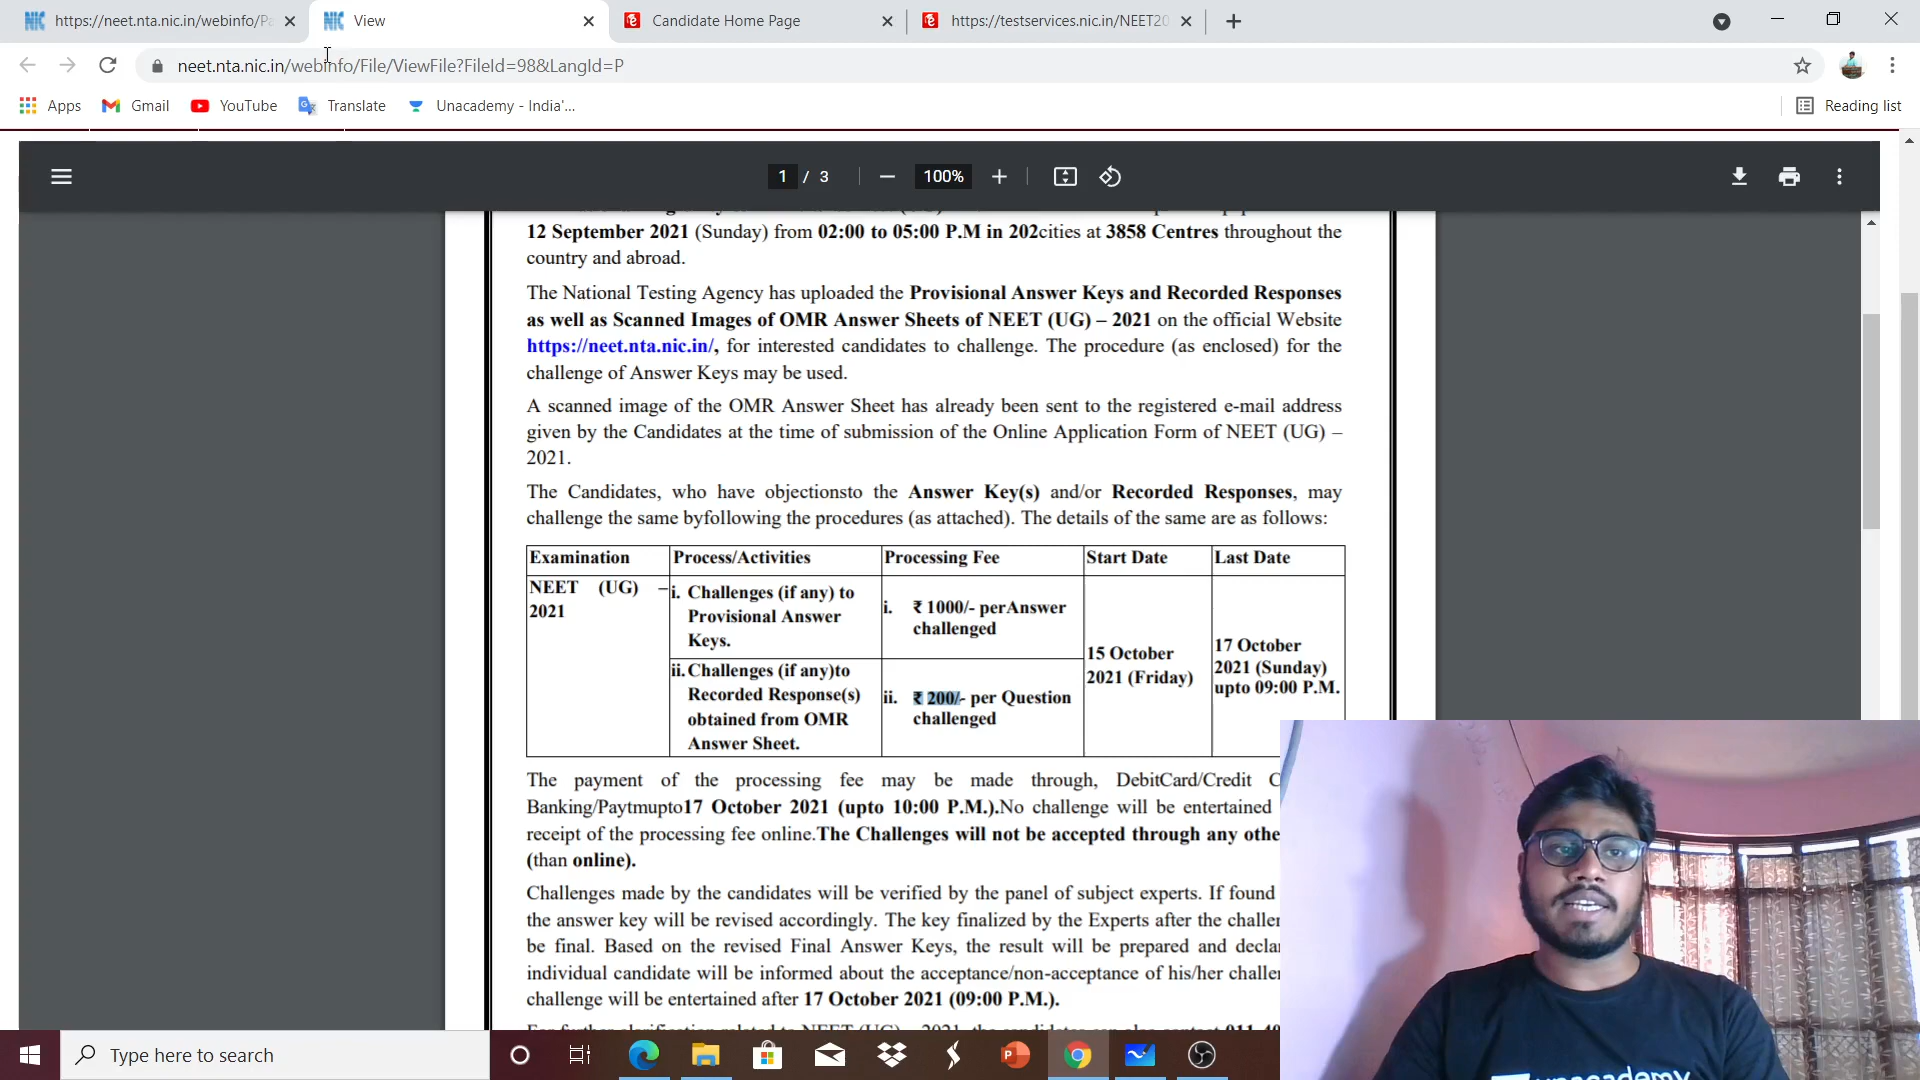 https://neet.nta.nic.in/webinfo/Pa
View
Candidate Home Page
https://testservices.nic.in/NEET20
neet.nta.nic.in/webinfo/File/ViewFile?FileId=98&LangId=P
Apps
Gmail
YouTube
Translate
Unacademy - India'...
Reading list
1 / 3
100%
12 September 2021 (Sunday) from 02:00 to 05:00 P.M in 202cities at 3858 Centres throughout the
country and abroad.
The National Testing Agency has uploaded the Provisional Answer Keys and Recorded Responses
as well as Scanned Images of OMR Answer Sheets of NEET (UG) – 2021 on the official Website
https://neet.nta.nic.in/, for interested candidates to challenge. The procedure (as enclosed) for the
challenge of Answer Keys may be used.
A scanned image of the OMR Answer Sheet has already been sent to the registered e-mail address
given by the Candidates at the time of submission of the Online Application Form of NEET (UG) –
2021.
The Candidates, who have objectionsto the Answer Key(s) and/or Recorded Responses, may
challenge the same byfollowing the procedures (as attached). The details of the same are as follows:
Examination Process/Activities Processing Fee Start Date Last Date
NEET (UG) –
2021
i. Challenges (if any) to
Provisional Answer
Keys.
i. ₹ 1000/- perAnswer
challenged
15 October
2021 (Friday)
17 October
2021 (Sunday)
upto 09:00 P.M.
ii. Challenges (if any)to
Recorded Response(s)
obtained from OMR
Answer Sheet.
ii. ₹ 200/- per Question
challenged
The payment of the processing fee may be made through, DebitCard/Credit C
Banking/Paytmupto17 October 2021 (upto 10:00 P.M.).No challenge will be entertained
receipt of the processing fee online.The Challenges will not be accepted through any othe
(than online).
Challenges made by the candidates will be verified by the panel of subject experts. If found
the answer key will be revised accordingly. The key finalized by the Experts after the challen
be final. Based on the revised Final Answer Keys, the result will be prepared and decla
individual candidate will be informed about the acceptance/non-acceptance of his/her challen
challenge will be entertained after 17 October 2021 (09:00 P.M.).
Type here to search
unacademy